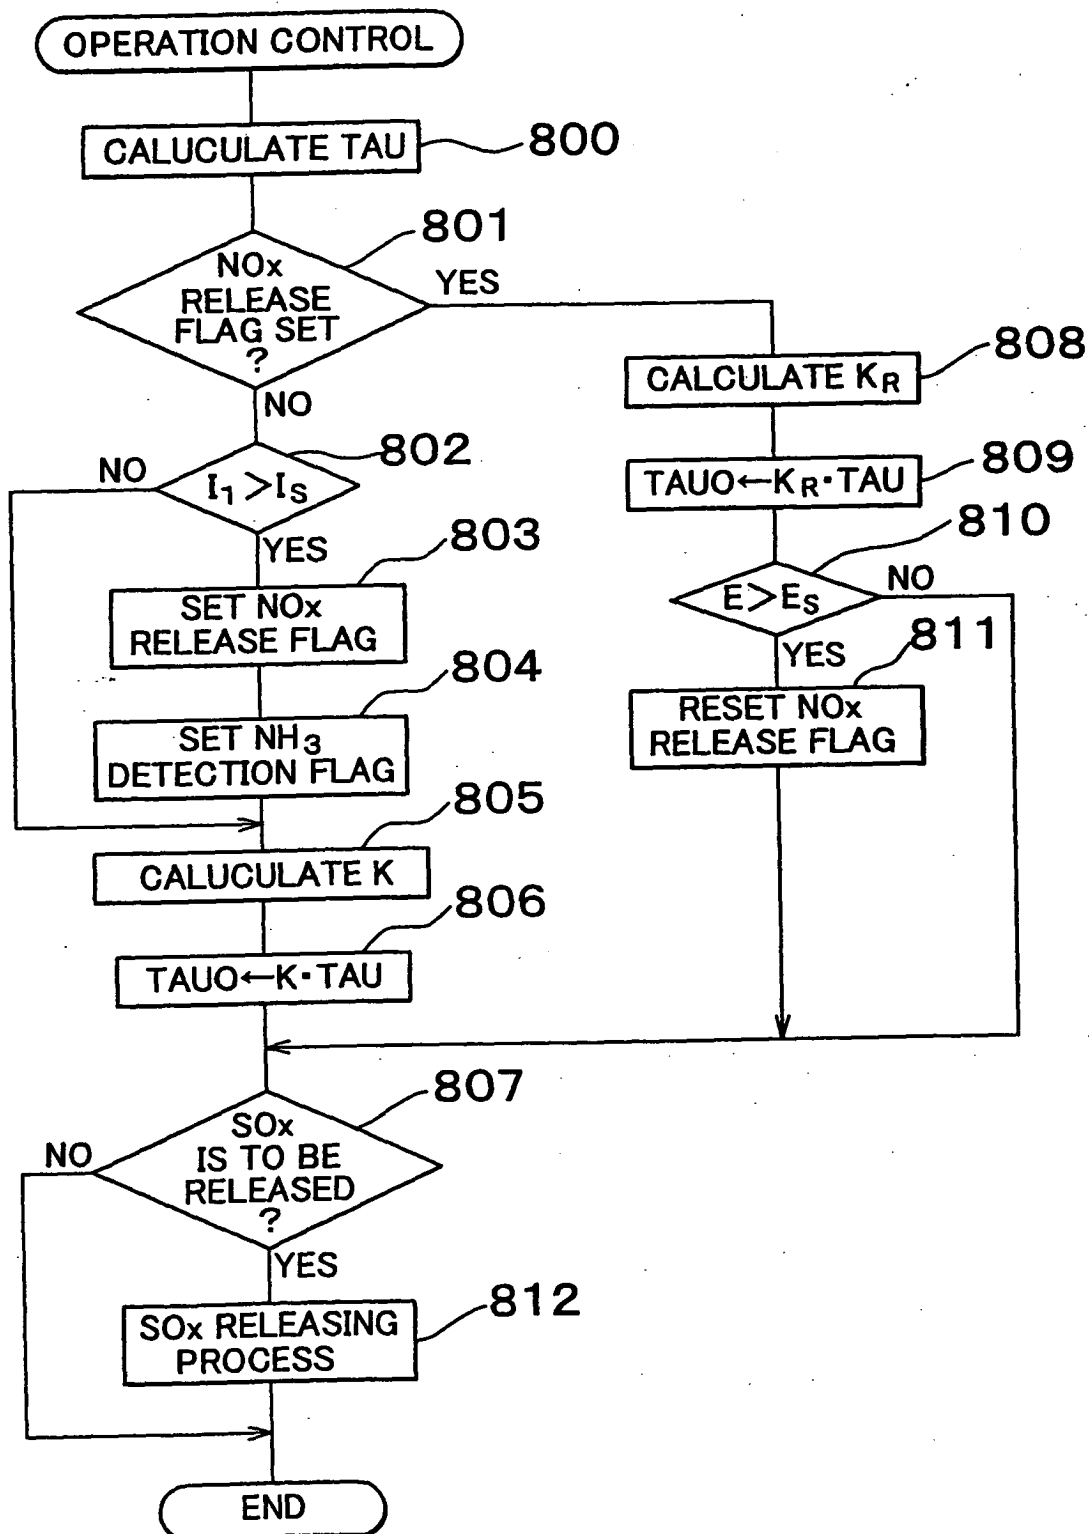 OPERATION CONTROL
CALUCULATE TAU
800
801
NOx
RELEASE
FLAG SET
?
YES
NO
802
NO
I1 > IS
YES
803
SET NOx
RELEASE FLAG
804
SET NH3
DETECTION FLAG
805
CALUCULATE K
806
TAUO←K・TAU
808
CALCULATE KR
809
TAUO←KR・TAU
810
E > ES
NO
YES
811
RESET NOx
RELEASE FLAG
807
SOx
IS TO BE
RELEASED
?
NO
YES
812
SOx RELEASING
PROCESS
END